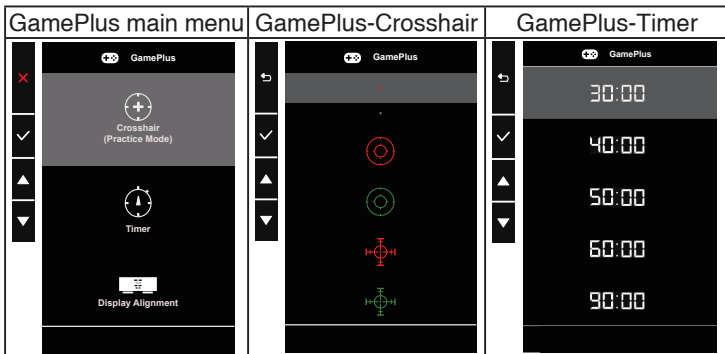 GamePlus main menu
GamePlus-Crosshair
GamePlus-Timer
GamePlus
Crosshair
(Practice Mode)
Timer
Display Alignment
GamePlus
GamePlus
30:00
40:00
50:00
60:00
90:00